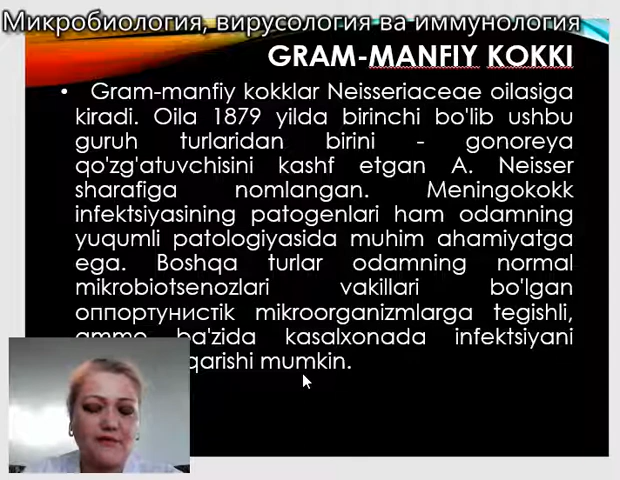 Микробиология, вирусология ва иммунология
GRAM-MANFIY KOKKI
• Gram-manfiy kokklar Neisseriaceae oilasiga
kiradi. Oila 1879 yilda birinchi bo'lib ushbu
guruh turlaridan birini - gonoreya
qo'zg'atuvchisini kashf etgan A. Neisser
sharafiga nomlangan. Meningokokk
infektsiyasining patogenlari ham odamning
yuqumli patologiyasida muhim ahamiyatga
ega. Boshqa turlar odamning normal
mikrobiotsenozlari vakillari bo'lgan
оппортунистik mikroorganizmlarga tegishli,
ammo ba'zida kasalxonada infektsiyani
qarishi mumkin.